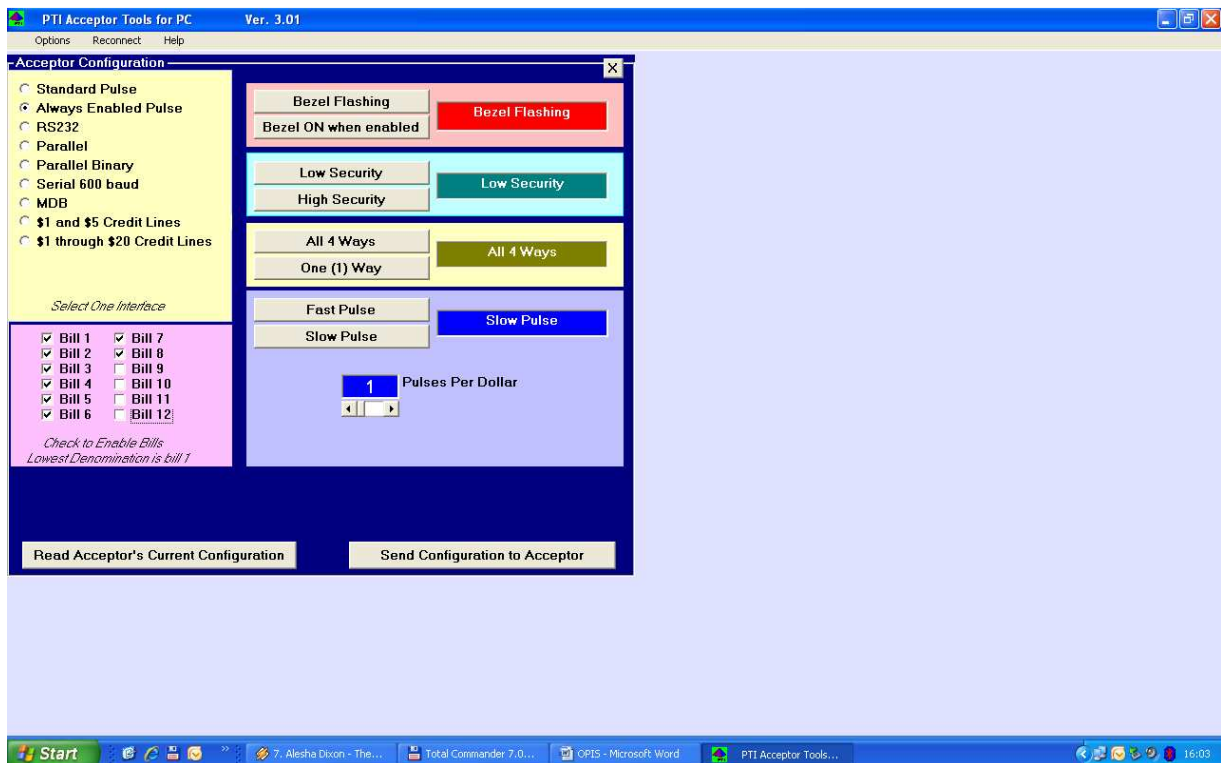 PTI Acceptor Tools for PC Ver. 3.01
Options Reconnect Help
Acceptor Configuration
X
Standard Pulse
Always Enabled Pulse
RS232
Parallel
Parallel Binary
Serial 600 baud
MDB
$1 and $5 Credit Lines
$1 through $20 Credit Lines
Select One Interface
Bill 1 Bill 7
Bill 2 Bill 8
Bill 3 Bill 9
Bill 4 Bill 10
Bill 5 Bill 11
Bill 6 Bill 12
Check to Enable Bills
Lowest Denomination is bill 1
Bezel Flashing
Bezel ON when enabled
Bezel Flashing
Low Security
High Security
Low Security
All 4 Ways
One (1) Way
All 4 Ways
Fast Pulse
Slow Pulse
Slow Pulse
1 Pulses Per Dollar
Read Acceptor's Current Configuration
Send Configuration to Acceptor
Start 7. Alesha Dixon - The... Total Commander 7.0... OPIS - Microsoft Word PTI Acceptor Tools... 16:03